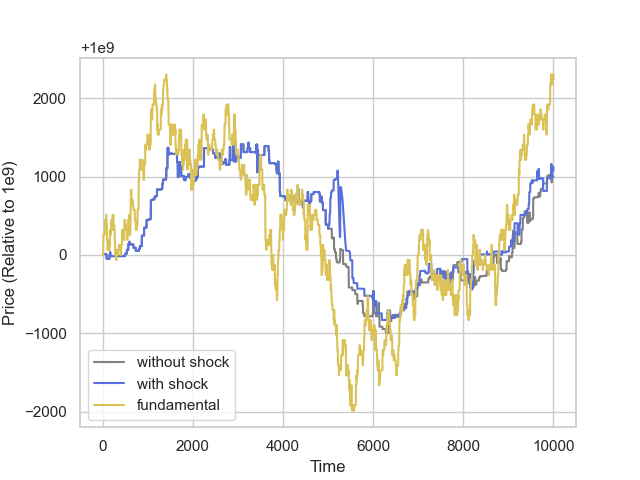 +1e9
2000
1000
0
−1000
−2000
Price (Relative to 1e9)
without shock
with shock
fundamental
0 2000 4000 6000 8000 10000
Time